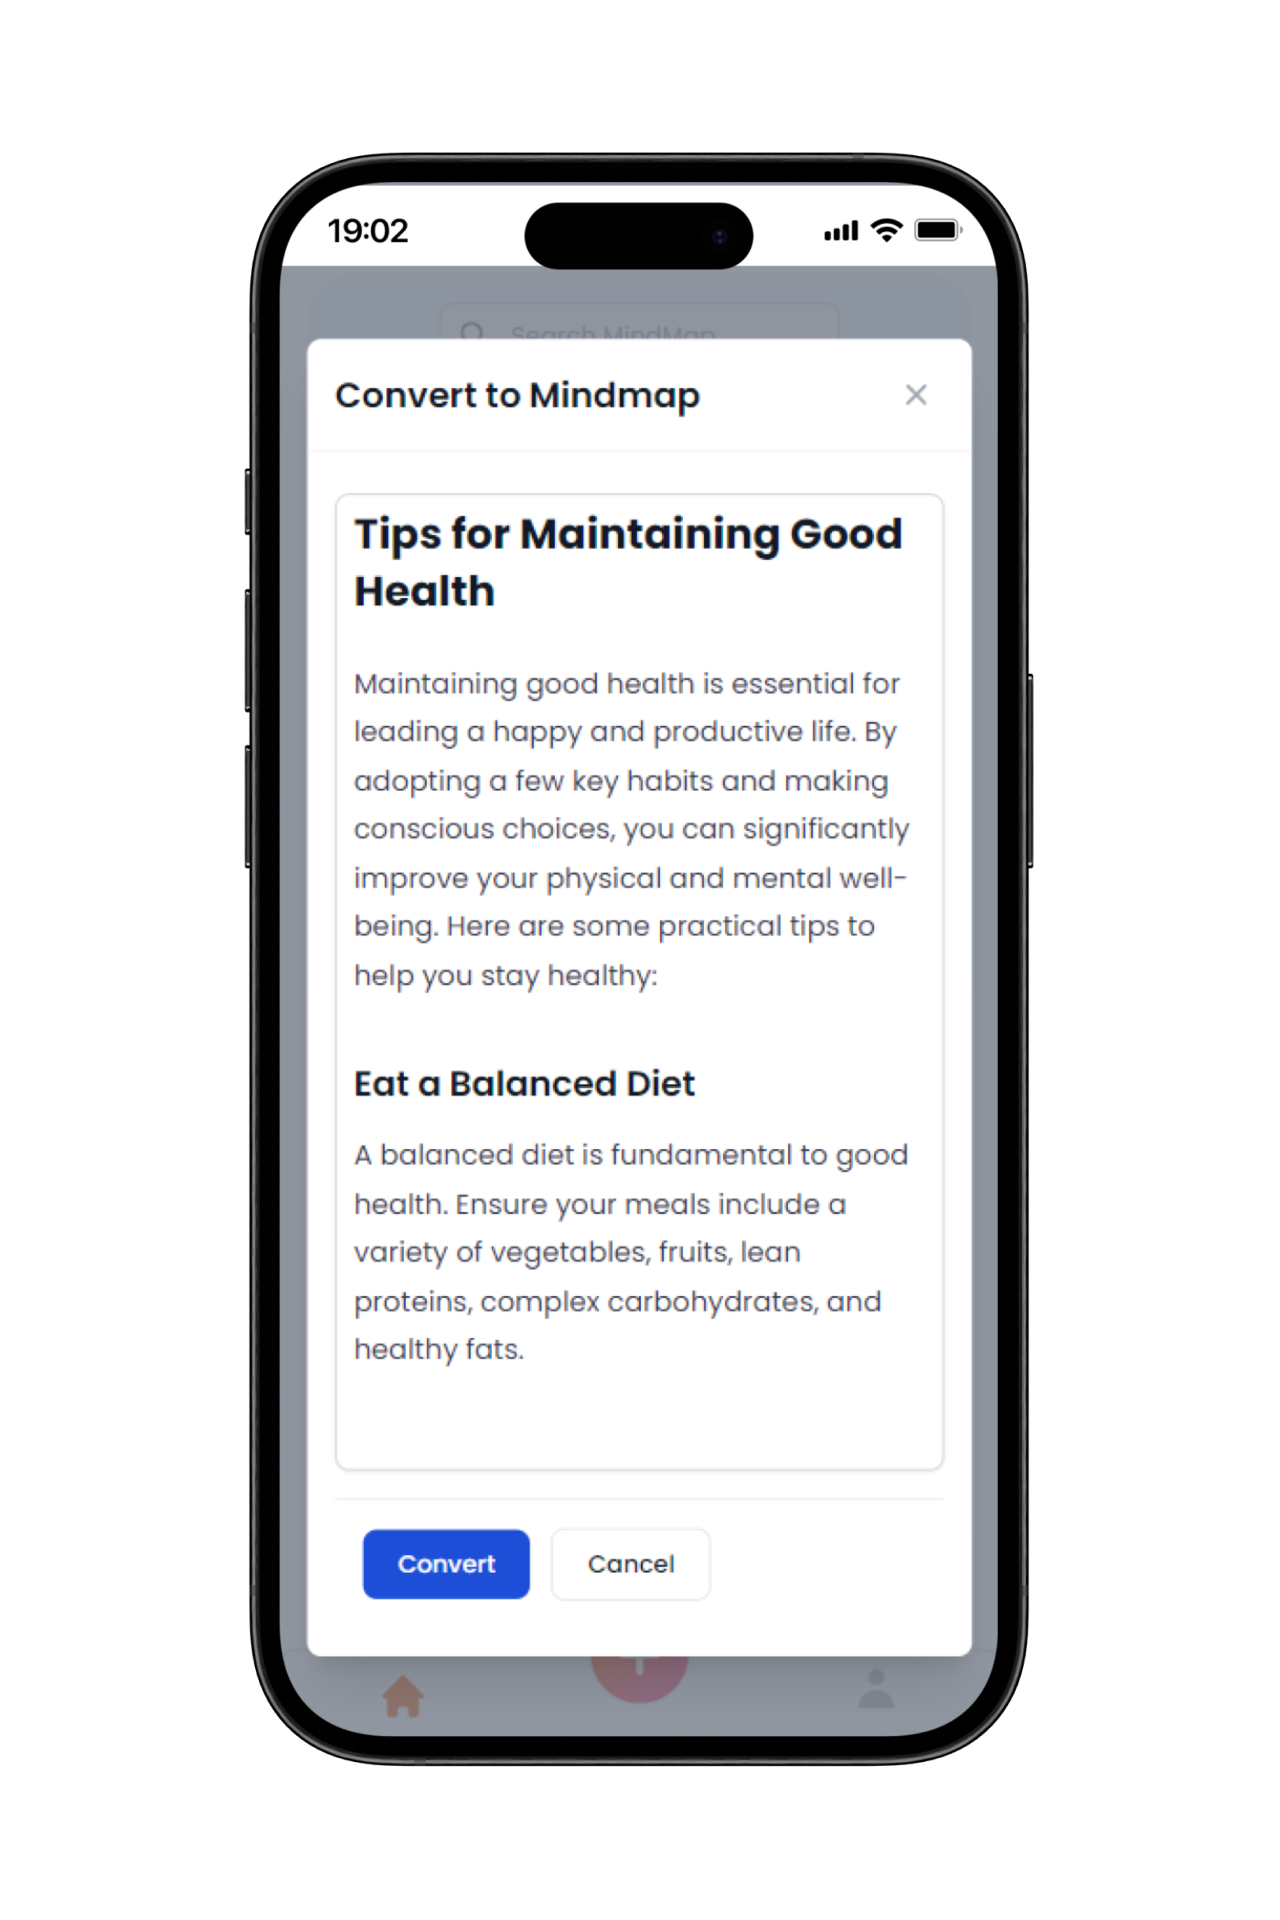 19:02
Search MindMap
Convert to Mindmap
Tips for Maintaining Good
Health
Maintaining good health is essential for
leading a happy and productive life. By
adopting a few key habits and making
conscious choices, you can significantly
improve your physical and mental well-
being. Here are some practical tips to
help you stay healthy:
Eat a Balanced Diet
A balanced diet is fundamental to good
health. Ensure your meals include a
variety of vegetables, fruits, lean
proteins, complex carbohydrates, and
healthy fats.
Convert
Cancel